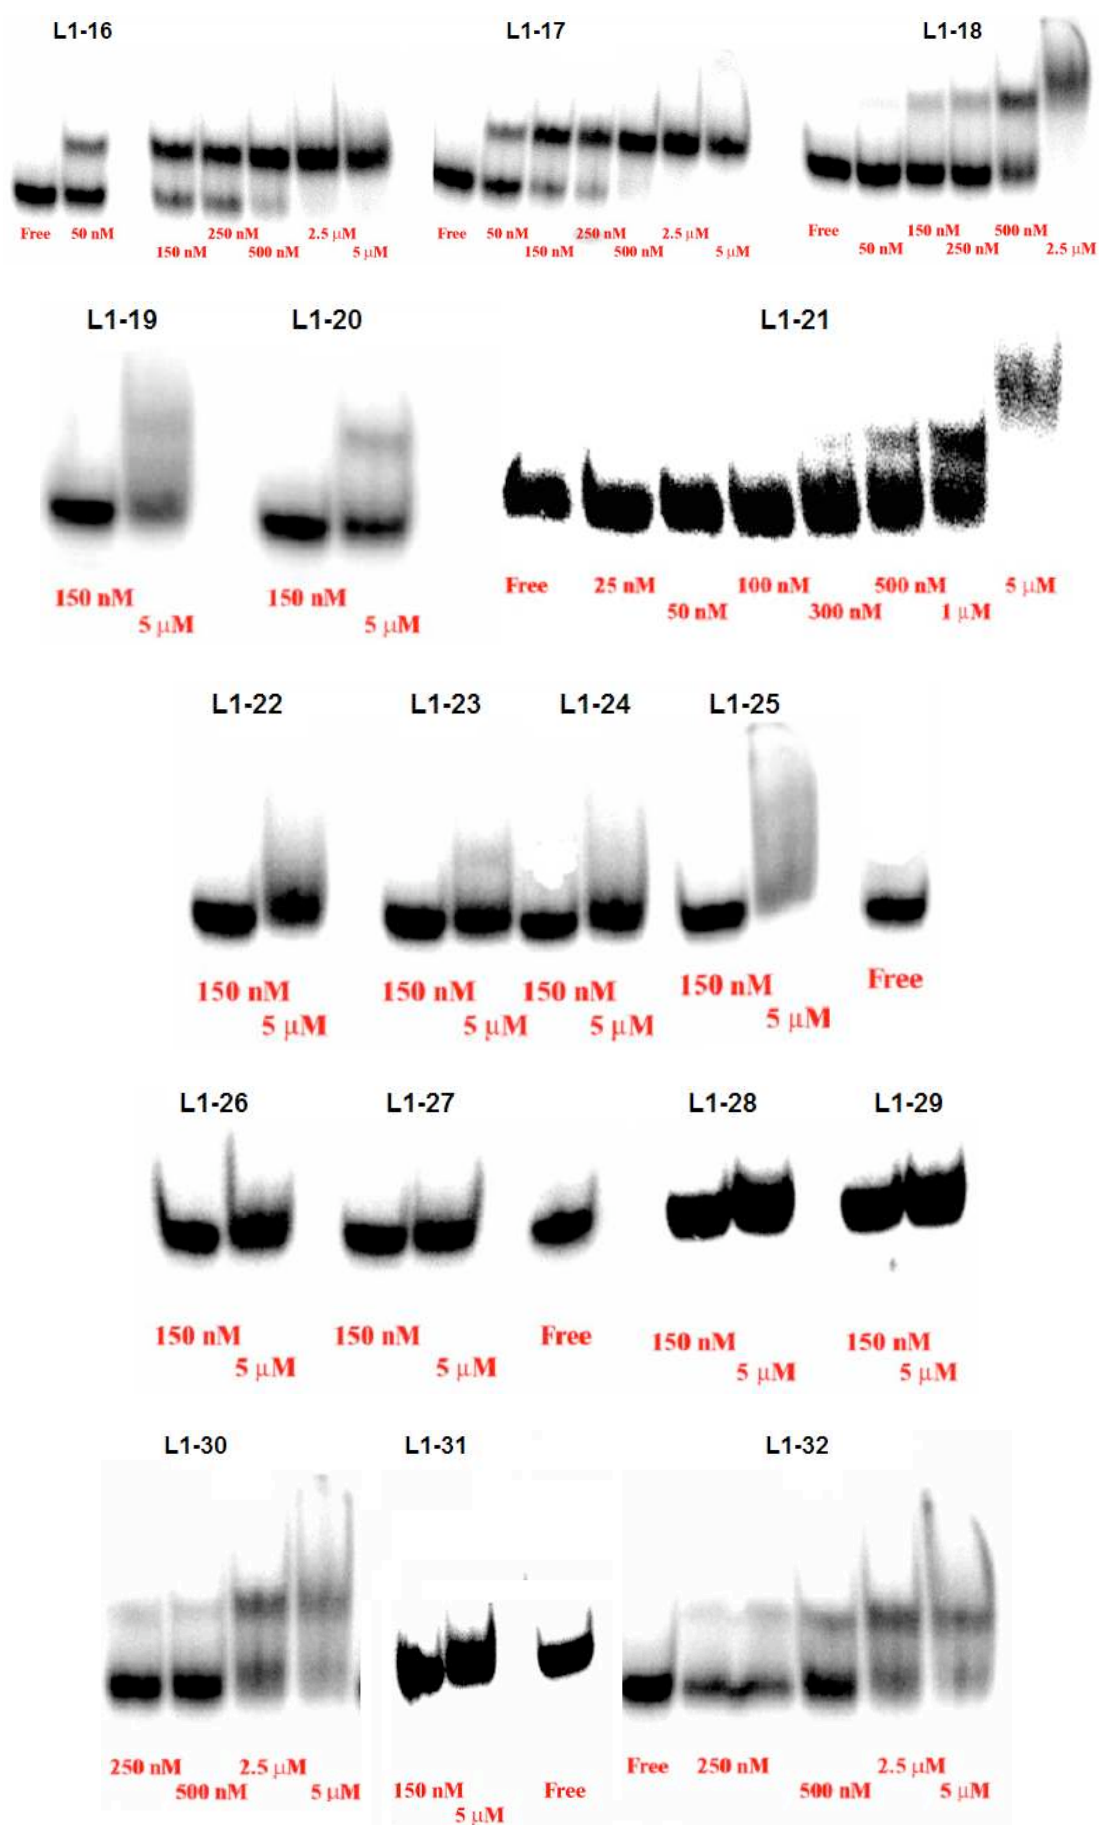 L1-16 L1-17 L1-18
Free 50 nM 250 nM 2.5 μM Free 50 nM 250 nM 2.5 μM Free 150 nM 500 nM
150 nM 500 nM 5 μM 150 nM 500 nM 5 μM 50 nM 250 nM 2.5 μM
L1-19 L1-20 L1-21
150 nM 150 nM Free 25 nM 100 nM 500 nM 5 μM
5 μM 5 μM 50 nM 300 nM 1 μM
L1-22 L1-23 L1-24 L1-25
150 nM 150 nM 150 nM 150 nM Free
5 μM 5 μM 5 μM 5 μM
L1-26 L1-27 L1-28 L1-29
150 nM 150 nM Free 150 nM 150 nM
5 μM 5 μM 5 μM 5 μM
L1-30 L1-31 L1-32
250 nM 2.5 μM Free 250 nM 2.5 μM
500 nM 5 μM 150 nM Free 500 nM 5 μM
5 μM